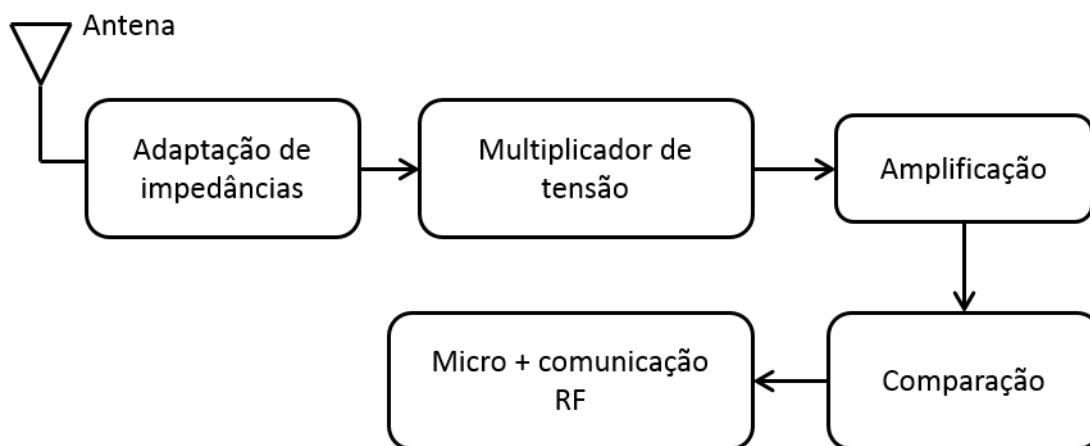 Antena
Adaptação de
impedâncias
Multiplicador de
tensão
Amplificação
Comparação
Micro + comunicação
RF